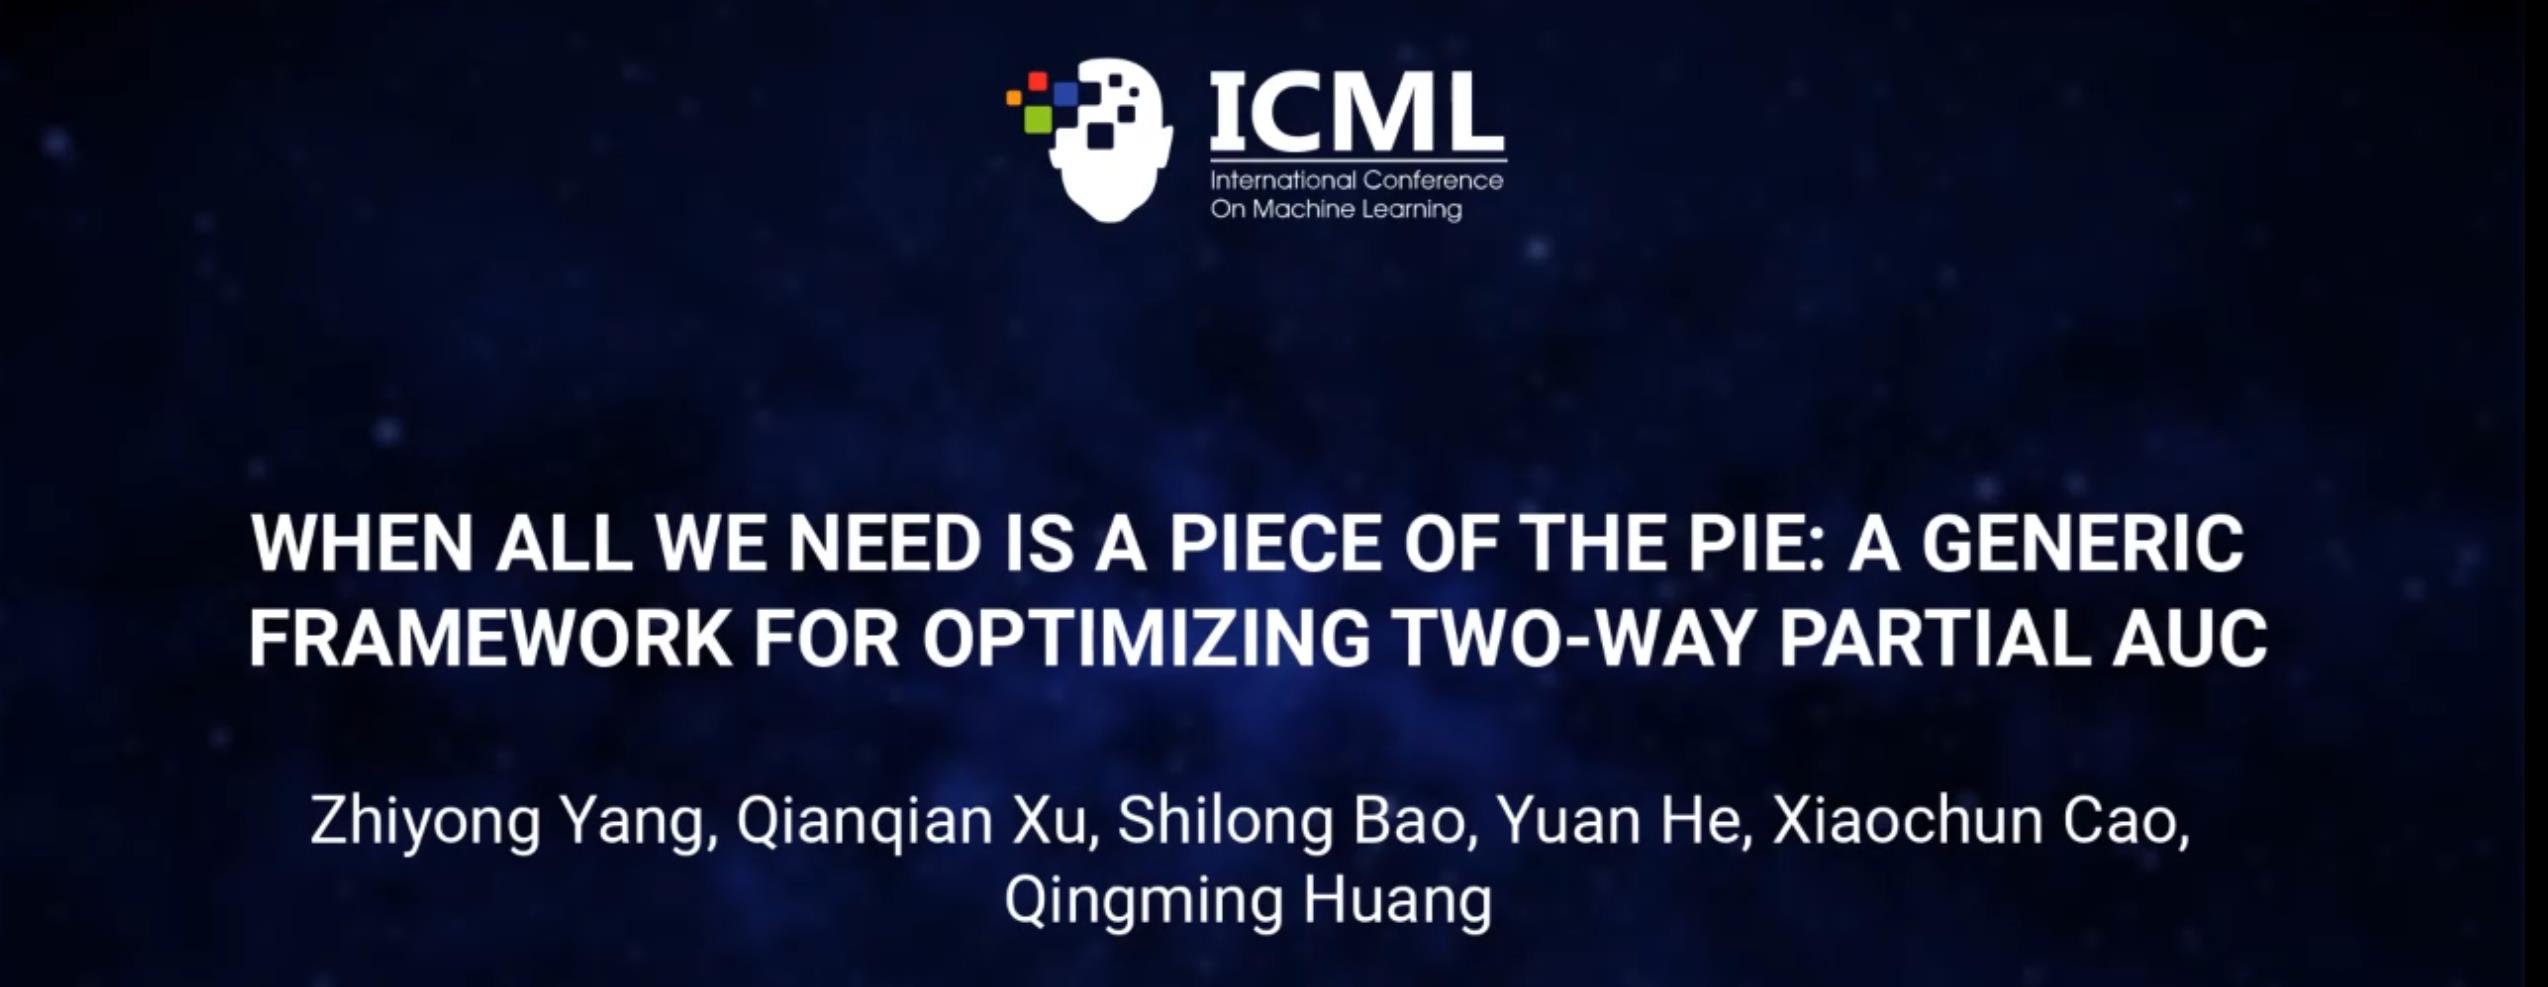 ICML
International Conference
On Machine Learning
WHEN ALL WE NEED IS A PIECE OF THE PIE: A GENERIC
FRAMEWORK FOR OPTIMIZING TWO-WAY PARTIAL AUC
Zhiyong Yang, Qianqian Xu, Shilong Bao, Yuan He, Xiaochun Cao,
Qingming Huang